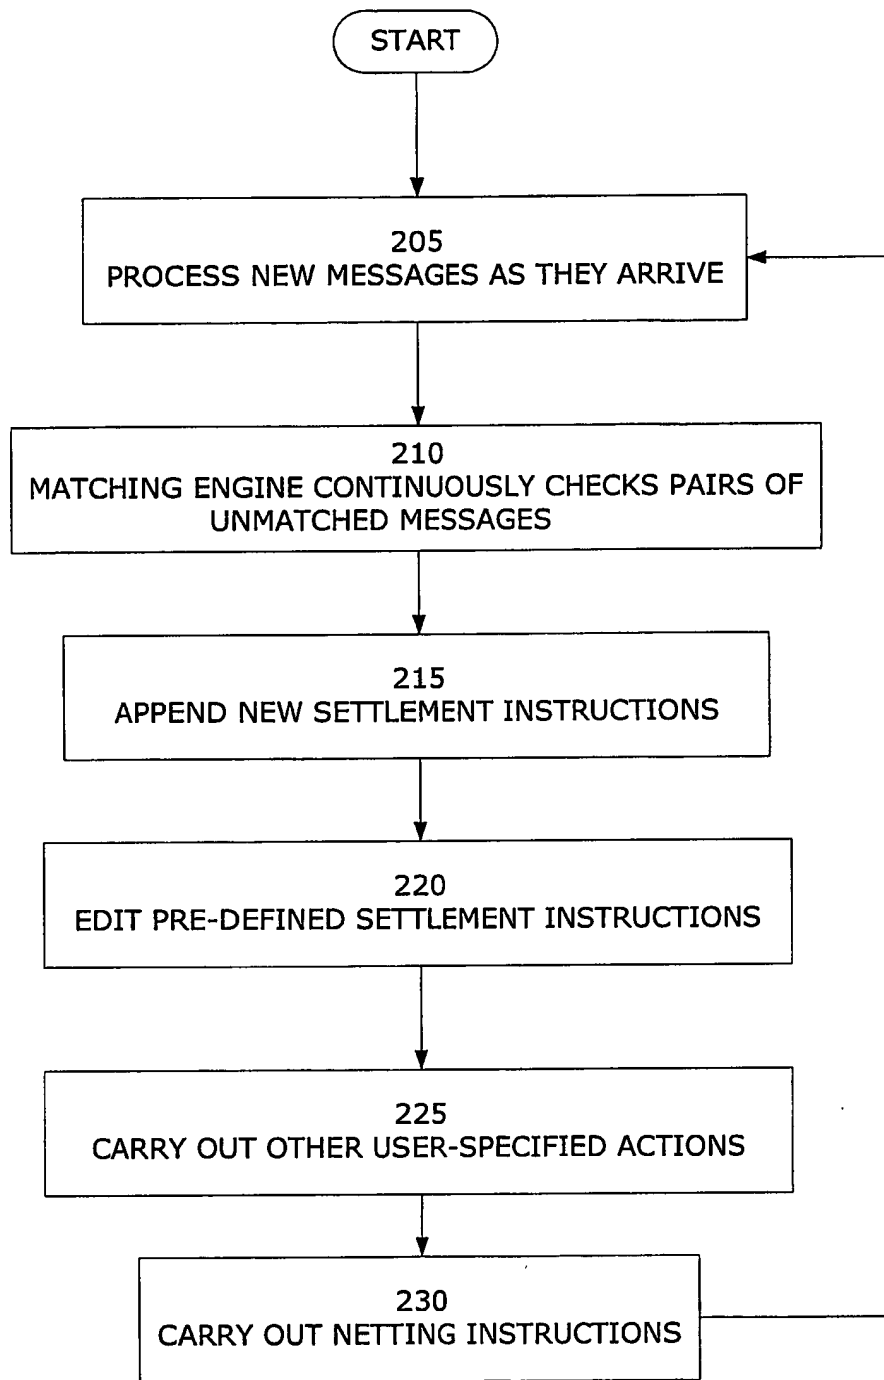 START
205
PROCESS NEW MESSAGES AS THEY ARRIVE
210
MATCHING ENGINE CONTINUOUSLY CHECKS PAIRS OF
UNMATCHED MESSAGES
215
APPEND NEW SETTLEMENT INSTRUCTIONS
220
EDIT PRE-DEFINED SETTLEMENT INSTRUCTIONS
225
CARRY OUT OTHER USER-SPECIFIED ACTIONS
230
CARRY OUT NETTING INSTRUCTIONS